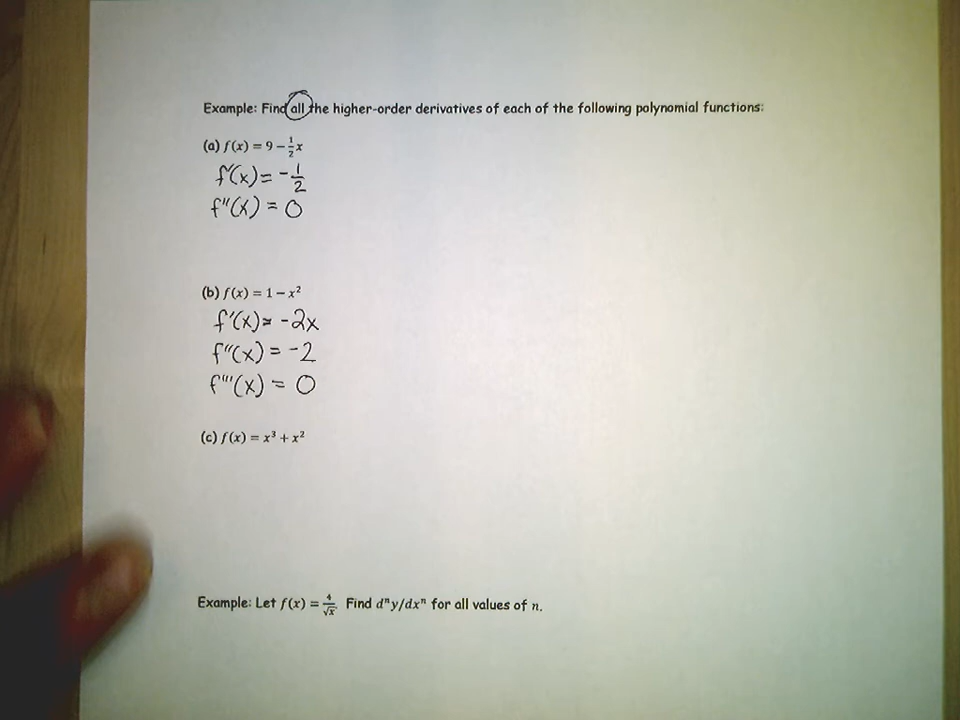 Example: Find all the higher-order derivatives of each of the following polynomial functions:
(a) f(x) = 9 − ½x
f'(x) = -1/2
f''(x) = 0
(b) f(x) = 1 − x²
f'(x) = -2x
f''(x) = -2
f'''(x) = 0
(c) f(x) = x³ + x²
Example: Let f(x) = 4/√x. Find dⁿy/dxⁿ for all values of n.